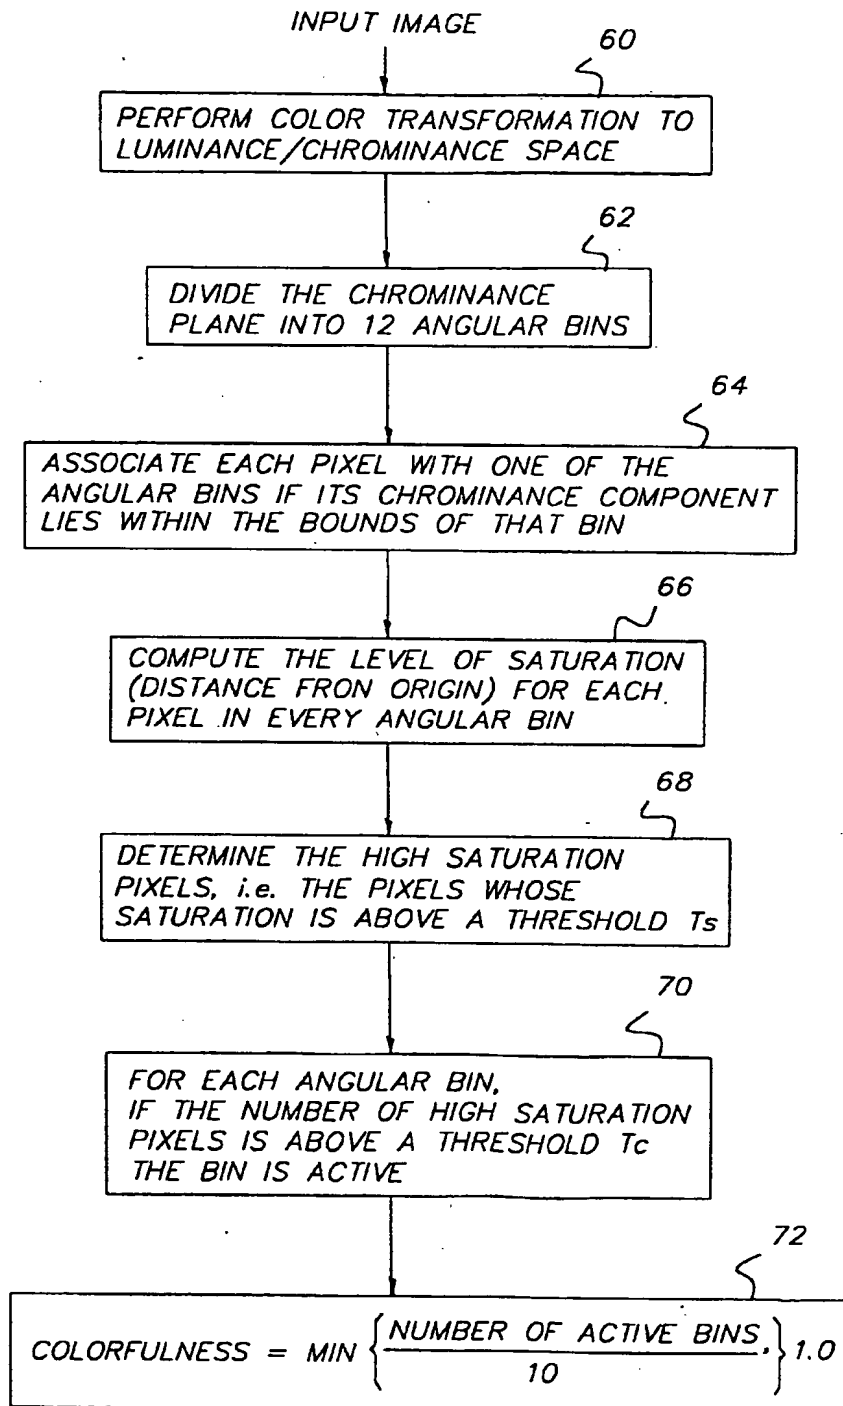 INPUT IMAGE
60
PERFORM COLOR TRANSFORMATION TO
LUMINANCE/CHROMINANCE SPACE
62
DIVIDE THE CHROMINANCE
PLANE INTO 12 ANGULAR BINS
64
ASSOCIATE EACH PIXEL WITH ONE OF THE
ANGULAR BINS IF ITS CHROMINANCE COMPONENT
LIES WITHIN THE BOUNDS OF THAT BIN
66
COMPUTE THE LEVEL OF SATURATION
(DISTANCE FRON ORIGIN) FOR EACH
PIXEL IN EVERY ANGULAR BIN
68
DETERMINE THE HIGH SATURATION
PIXELS, i.e. THE PIXELS WHOSE
SATURATION IS ABOVE A THRESHOLD Ts
70
FOR EACH ANGULAR BIN,
IF THE NUMBER OF HIGH SATURATION
PIXELS IS ABOVE A THRESHOLD Tc
THE BIN IS ACTIVE
72
COLORFULNESS = MIN { NUMBER OF ACTIVE BINS / 10 , } 1.0